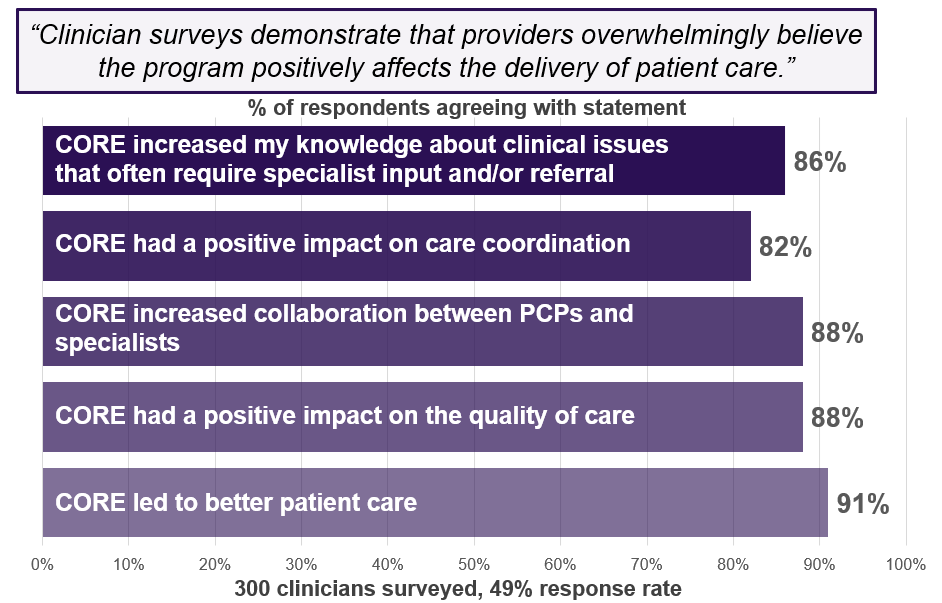 “Clinician surveys demonstrate that providers overwhelmingly believe
the program positively affects the delivery of patient care.”
% of respondents agreeing with statement
CORE increased my knowledge about clinical issues
that often require specialist input and/or referral
86%
CORE had a positive impact on care coordination
82%
CORE increased collaboration between PCPs and
specialists
88%
CORE had a positive impact on the quality of care
88%
CORE led to better patient care
91%
0% 10% 20% 30% 40% 50% 60% 70% 80% 90% 100%
300 clinicians surveyed, 49% response rate